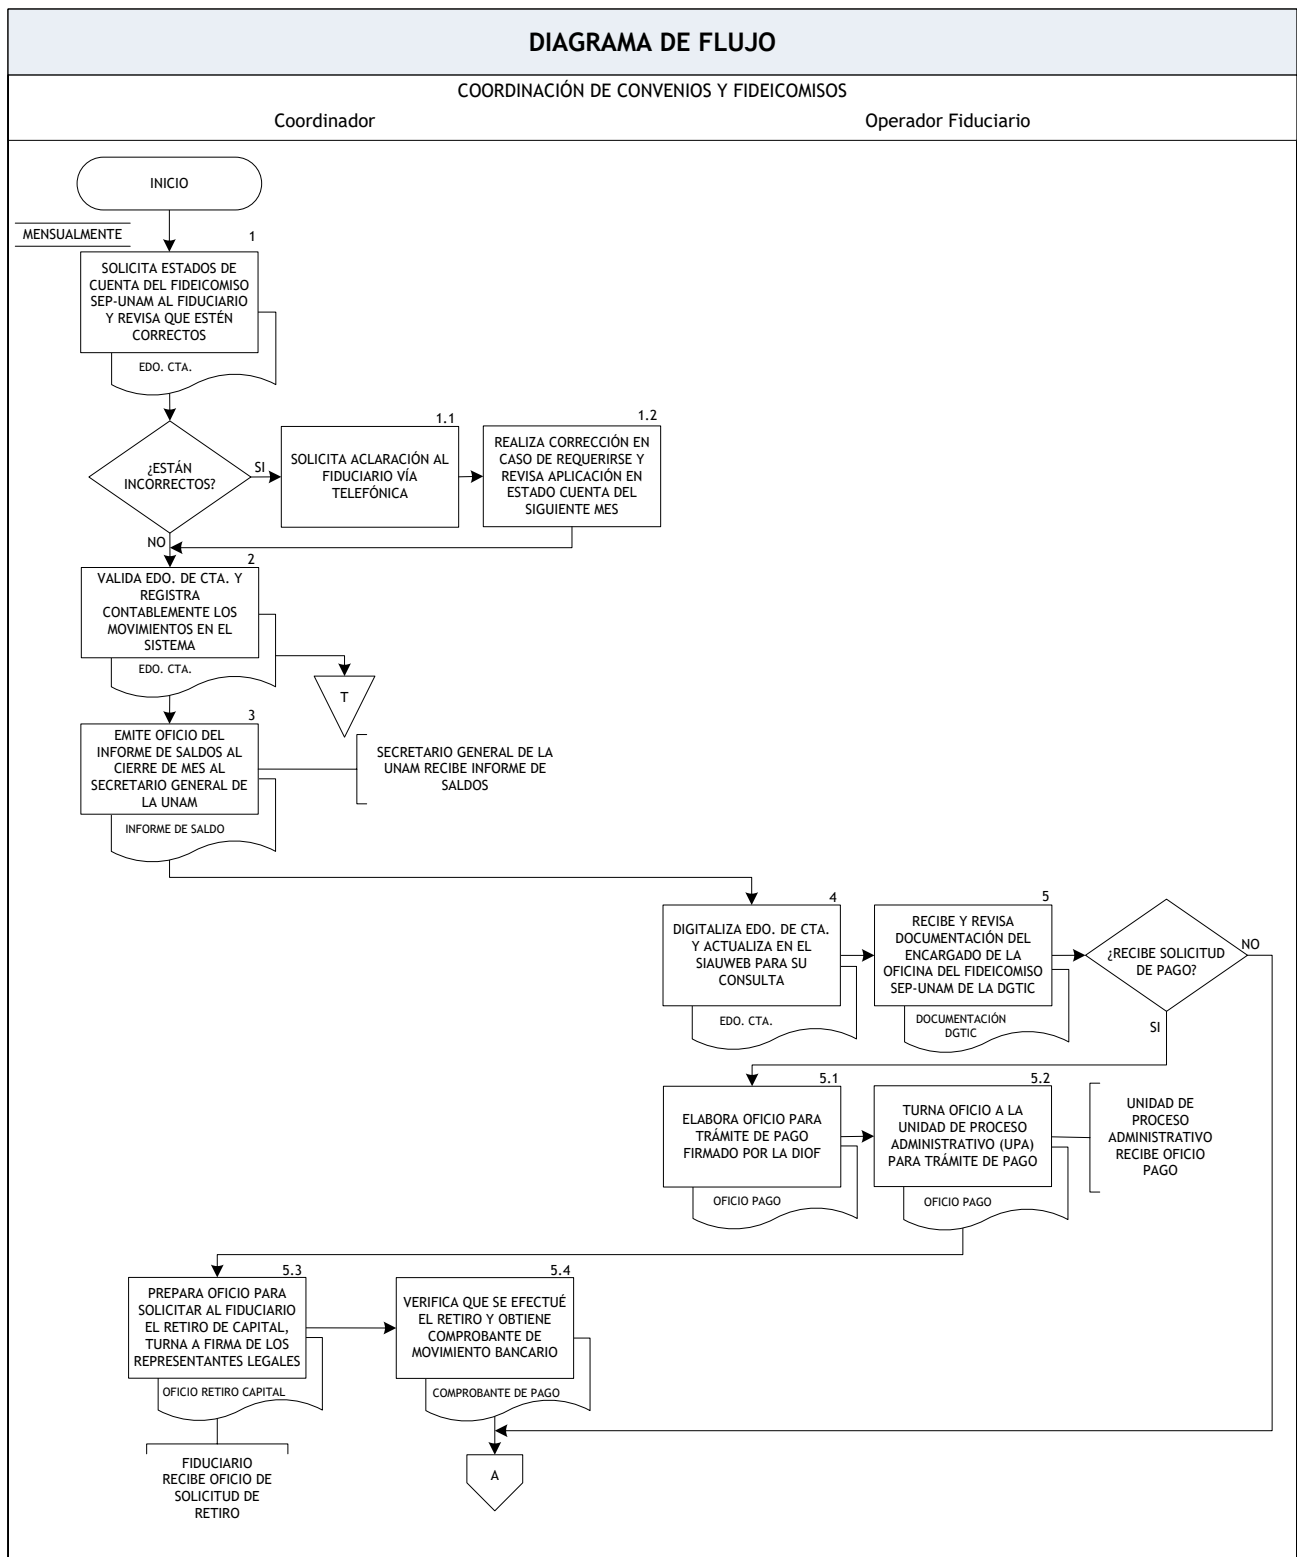 DIAGRAMA DE FLUJO
COORDINACIÓN DE CONVENIOS Y FIDEICOMISOS
Coordinador
Operador Fiduciario
INICIO
MENSUALMENTE
1
SOLICITA ESTADOS DE
CUENTA DEL FIDEICOMISO
SEP-UNAM AL FIDUCIARIO
Y REVISA QUE ESTÉN
CORRECTOS
EDO. CTA.
¿ESTÁN
INCORRECTOS?
SI
1.1
SOLICITA ACLARACIÓN AL
FIDUCIARIO VÍA
TELEFÓNICA
1.2
REALIZA CORRECCIÓN EN
CASO DE REQUERIRSE Y
REVISA APLICACIÓN EN
ESTADO CUENTA DEL
SIGUIENTE MES
NO
2
VALIDA EDO. DE CTA. Y
REGISTRA
CONTABLEMENTE LOS
MOVIMIENTOS EN EL
SISTEMA
EDO. CTA.
T
3
EMITE OFICIO DEL
INFORME DE SALDOS AL
CIERRE DE MES AL
SECRETARIO GENERAL DE
LA UNAM
INFORME DE SALDO
SECRETARIO GENERAL DE LA
UNAM RECIBE INFORME DE
SALDOS
4
DIGITALIZA EDO. DE CTA.
Y ACTUALIZA EN EL
SIAUWEB PARA SU
CONSULTA
EDO. CTA.
5
RECIBE Y REVISA
DOCUMENTACIÓN DEL
ENCARGADO DE LA
OFICINA DEL FIDEICOMISO
SEP-UNAM DE LA DGTIC
DOCUMENTACIÓN
DGTIC
¿RECIBE SOLICITUD
DE PAGO?
NO
SI
5.1
ELABORA OFICIO PARA
TRÁMITE DE PAGO
FIRMADO POR LA DIOF
OFICIO PAGO
5.2
TURNA OFICIO A LA
UNIDAD DE PROCESO
ADMINISTRATIVO (UPA)
PARA TRÁMITE DE PAGO
OFICIO PAGO
UNIDAD DE
PROCESO
ADMINISTRATIVO
RECIBE OFICIO
PAGO
5.3
PREPARA OFICIO PARA
SOLICITAR AL FIDUCIARIO
EL RETIRO DE CAPITAL,
TURNA A FIRMA DE LOS
REPRESENTANTES LEGALES
OFICIO RETIRO CAPITAL
FIDUCIARIO
RECIBE OFICIO DE
SOLICITUD DE
RETIRO
5.4
VERIFICA QUE SE EFECTUÉ
EL RETIRO Y OBTIENE
COMPROBANTE DE
MOVIMIENTO BANCARIO
COMPROBANTE DE PAGO
A